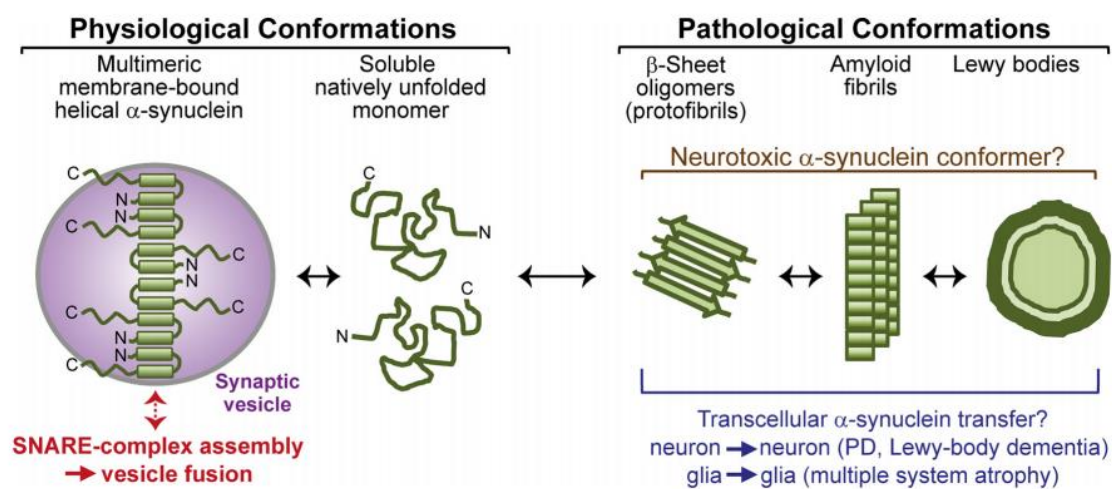 Physiological Conformations
Multimeric
membrane-bound
helical α-synuclein
Soluble
natively unfolded
monomer
C
N
N
C
C
N
N
C
C
N
N
C
C
N
C
N
Synaptic
vesicle
SNARE-complex assembly
→ vesicle fusion
Pathological Conformations
β-Sheet
oligomers
(protofibrils)
Amyloid
fibrils
Lewy bodies
Neurotoxic α-synuclein conformer?
Transcellular α-synuclein transfer?
neuron → neuron (PD, Lewy-body dementia)
glia → glia (multiple system atrophy)